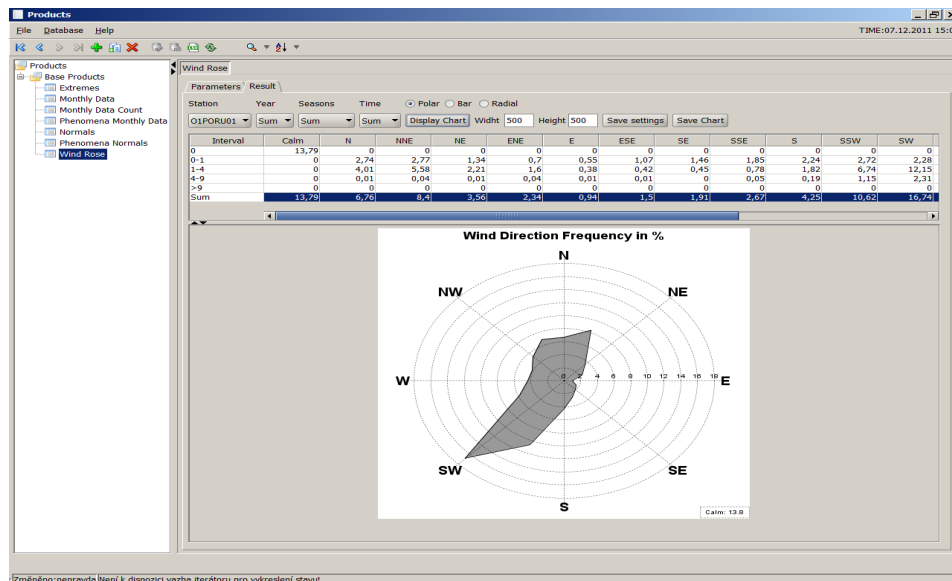 Products
File Database Help TIME:07.12.2011 15:0
Products
Base Products
Extremes
Monthly Data
Monthly Data Count
Phenomena Monthly Data
Normals
Phenomena Normals
Wind Rose
Wind Rose
Parameters Result
Station Year Seasons Time Polar Bar Radial
O1PORU01 Sum Sum Sum Display Chart Widht 500 Height 500 Save settings Save Chart
Interval Calm N NNE NE ENE E ESE SE SSE S SSW SW
0 13,79 0 0 0 0 0 0 0 0 0 0 0
0-1 0 2,74 2,77 1,34 0,7 0,55 1,07 1,46 1,85 2,24 2,72 2,28
1-4 0 4,01 5,58 2,21 1,6 0,38 0,42 0,45 0,78 1,82 6,74 12,15
4-9 0 0,01 0,04 0,01 0,04 0,01 0,01 0 0,05 0,19 1,15 2,31
>9 0 0 0 0 0 0 0 0 0 0 0 0
Sum 13,79 6,76 8,4 3,56 2,34 0,94 1,5 1,91 2,67 4,25 10,62 16,74
Wind Direction Frequency in %
N
NW NE
W 0 2 4 6 8 10 12 14 16 18 E
SW SE
S
Calm: 13.8
Změněno:nepravda Není k dispozici vazba iterátoru pro vykreslení stavu!